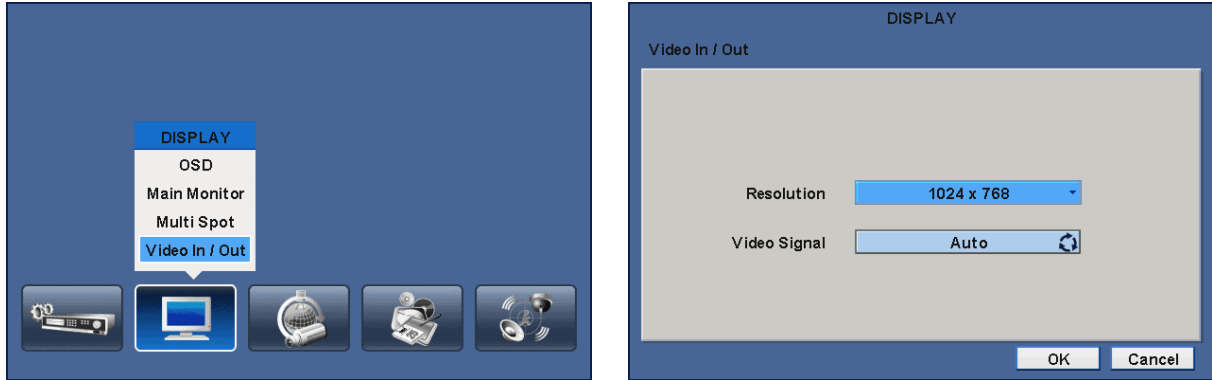 DISPLAY
OSD
Main Monitor
Multi Spot
Video In / Out
DISPLAY
Video In / Out
Resolution 1024 x 768
Video Signal Auto
OK Cancel